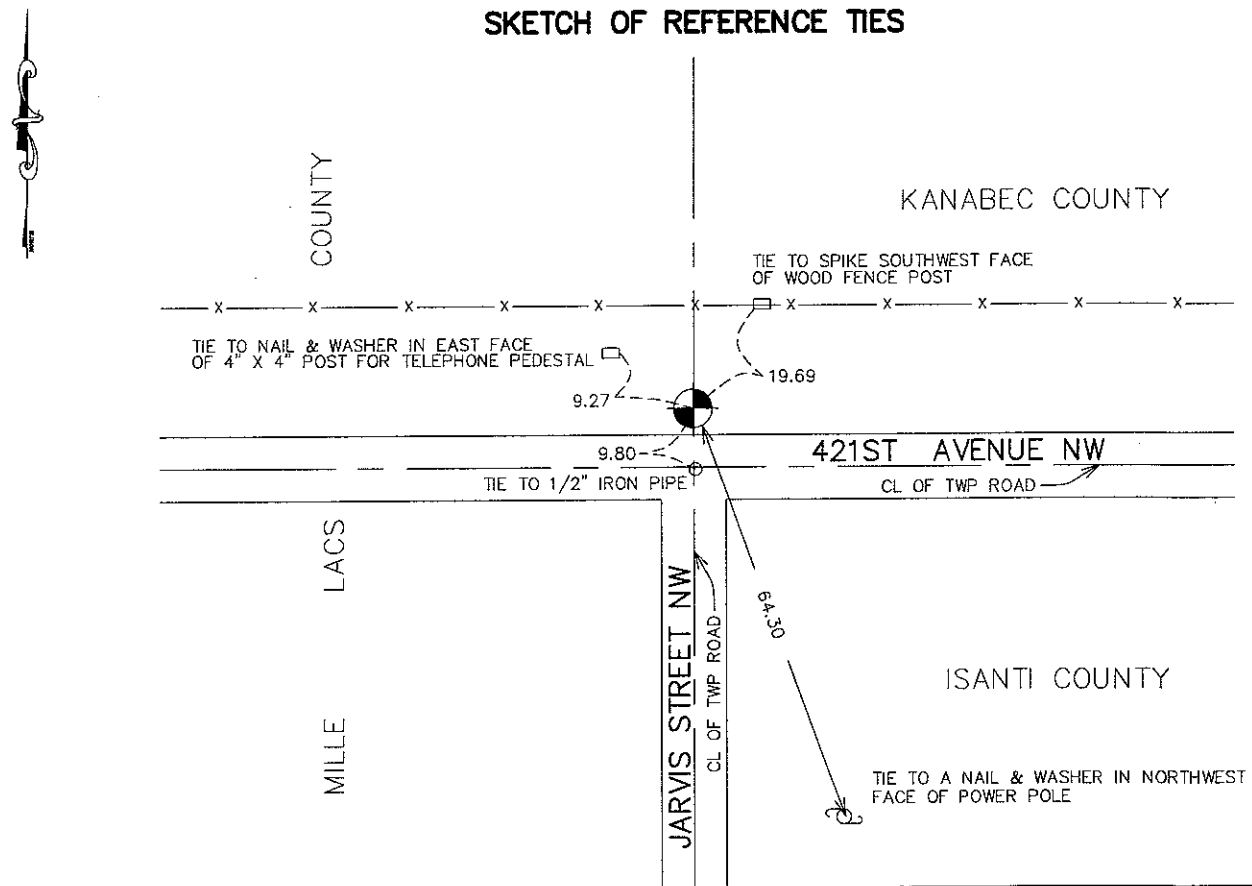 SKETCH OF REFERENCE TIES
COUNTY
KANABEC COUNTY
TIE TO SPIKE SOUTHWEST FACE
OF WOOD FENCE POST
X X X X X X X X X X X
TIE TO NAIL & WASHER IN EAST FACE
OF 4" X 4" POST FOR TELEPHONE PEDESTAL
19.69
9.27
9.80
421ST AVENUE NW
TIE TO 1/2" IRON PIPE
CL OF TWP ROAD
LACS
MILLE
JARVIS STREET NW
CL OF TWP ROAD
64.30
ISANTI COUNTY
TIE TO A NAIL & WASHER IN NORTHWEST
FACE OF POWER POLE